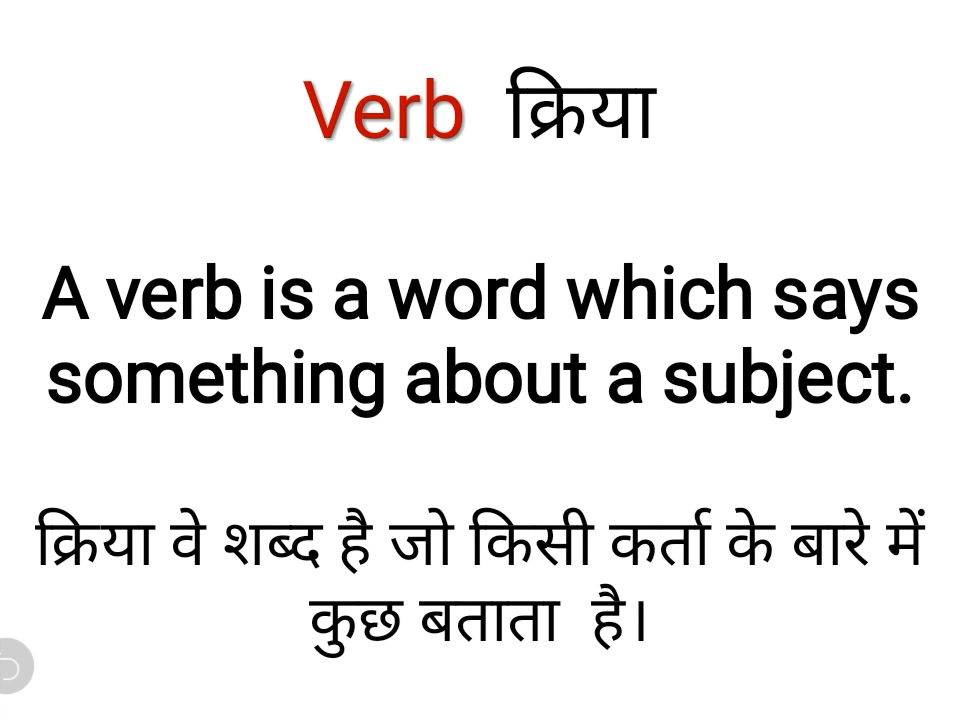 Verb क्रिया
A verb is a word which says
something about a subject.
क्रिया वे शब्द है जो किसी कर्ता के बारे में
कुछ बताता है।